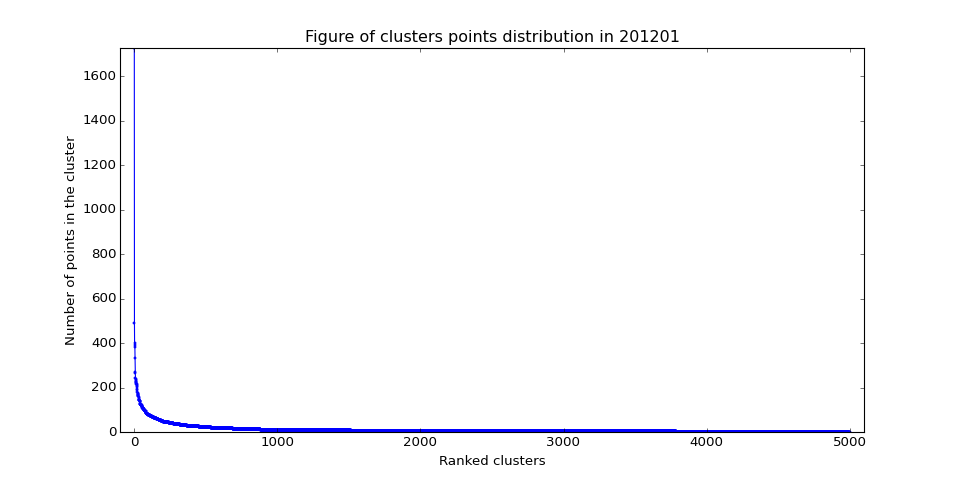 Figure of clusters points distribution in 201201
Number of points in the cluster
1600
1400
1200
1000
800
600
400
200
0
0 1000 2000 3000 4000 5000
Ranked clusters